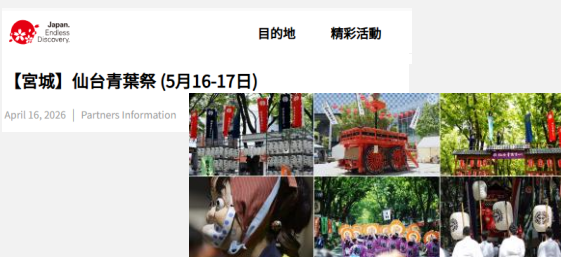 Japan.
Endless
Discovery.
目的地
精彩活動
【宮城】仙台青葉祭 (5月16-17日)
April 16, 2026 | Partners Information